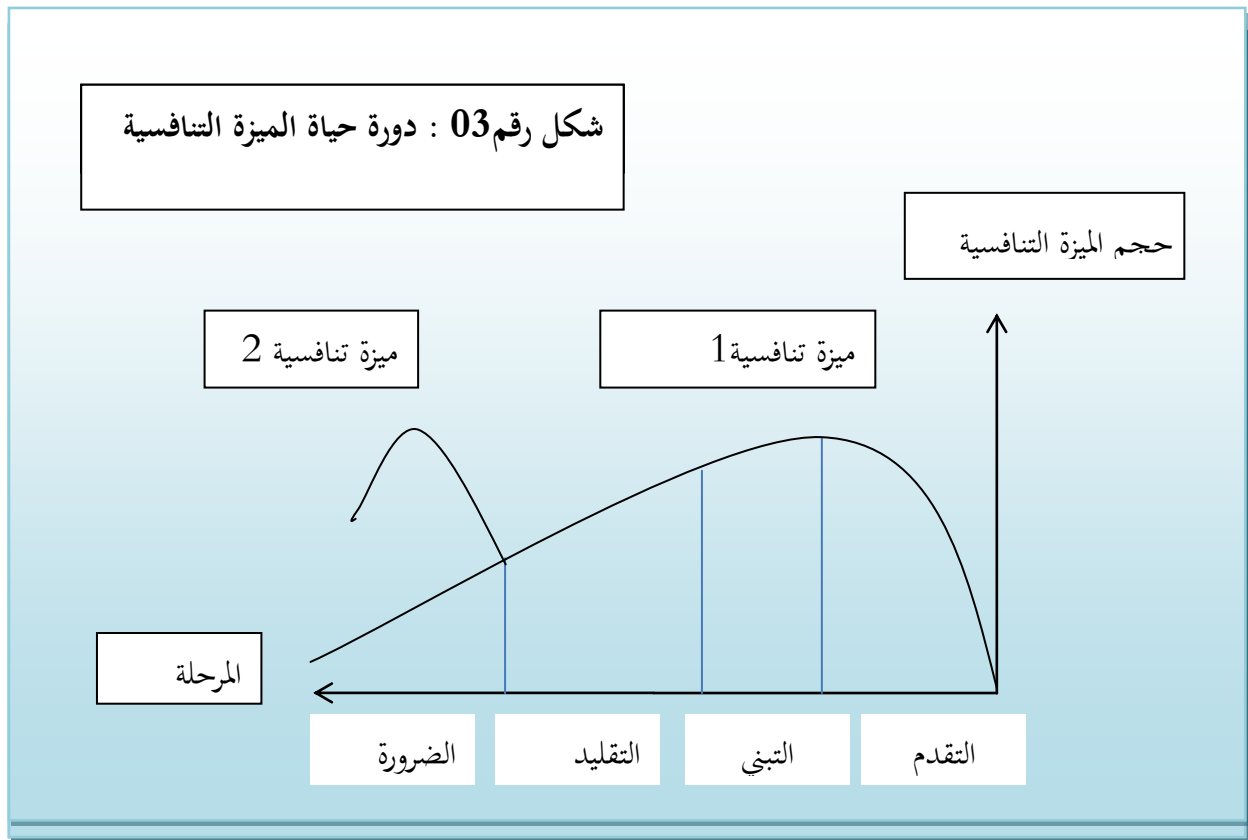 شكل رقم03 : دورة حياة الميزة التنافسية
حجم الميزة التنافسية
ميزة تنافسية1
ميزة تنافسية 2
المرحلة
التقدم
التبني
التقليد
الضرورة